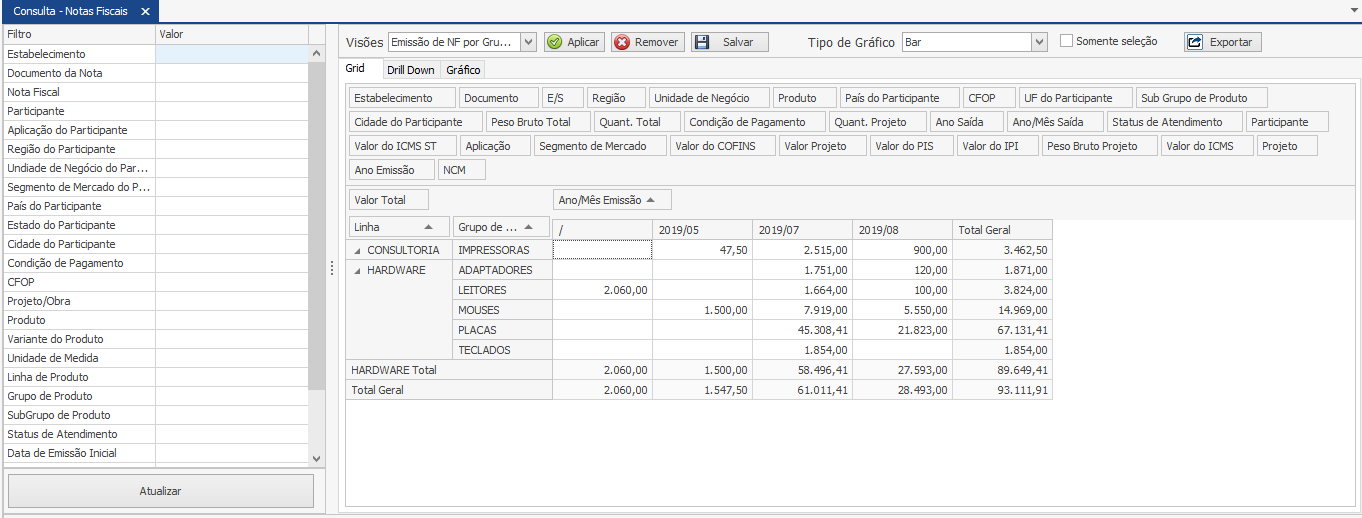 Consulta - Notas Fiscais
Filtro Valor
Estabelecimento
Documento da Nota
Nota Fiscal
Participante
Aplicação do Participante
Região do Participante
Undiade de Negócio do Par...
Segmento de Mercado do P...
País do Participante
Estado do Participante
Cidade do Participante
Condição de Pagamento
CFOP
Projeto/Obra
Produto
Variante do Produto
Unidade de Medida
Linha de Produto
Grupo de Produto
SubGrupo de Produto
Status de Atendimento
Data de Emissão Inicial
Atualizar
Visões Emissão de NF por Gru... Aplicar Remover Salvar Tipo de Gráfico Bar Somente seleção Exportar
Grid Drill Down Gráfico
Estabelecimento Documento E/S Região Unidade de Negócio Produto País do Participante CFOP UF do Participante Sub Grupo de Produto
Cidade do Participante Peso Bruto Total Quant. Total Condição de Pagamento Quant. Projeto Ano Saída Ano/Mês Saída Status de Atendimento Participante
Valor do ICMS ST Aplicação Segmento de Mercado Valor do COFINS Valor Projeto Valor do PIS Valor do IPI Peso Bruto Projeto Valor do ICMS Projeto
Ano Emissão NCM
Valor Total Ano/Mês Emissão
Linha Grupo de ... / 2019/05 2019/07 2019/08 Total Geral
CONSULTORIA IMPRESSORAS 47,50 2.515,00 900,00 3.462,50
HARDWARE ADAPTADORES 1.751,00 120,00 1.871,00
LEITORES 2.060,00 1.664,00 100,00 3.824,00
MOUSES 1.500,00 7.919,00 5.550,00 14.969,00
PLACAS 45.308,41 21.823,00 67.131,41
TECLADOS 1.854,00 1.854,00
HARDWARE Total 2.060,00 1.500,00 58.496,41 27.593,00 89.649,41
Total Geral 2.060,00 1.547,50 61.011,41 28.493,00 93.111,91